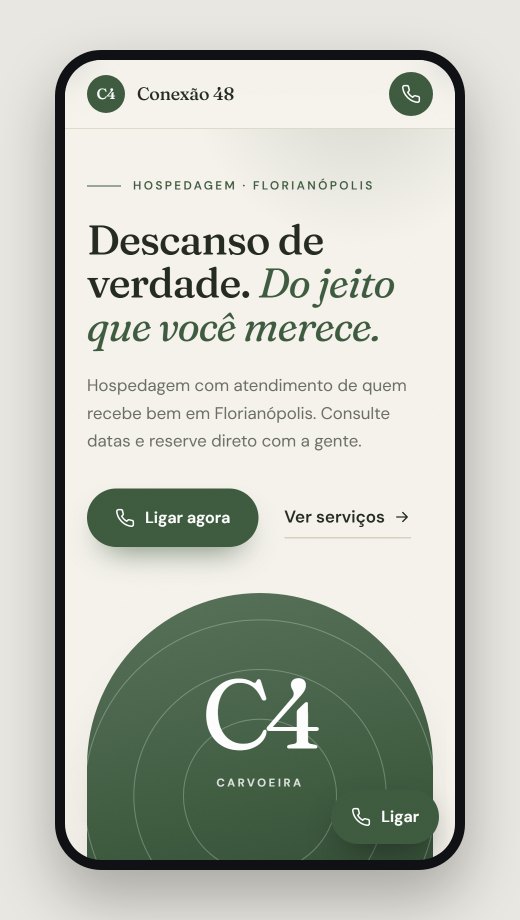 C4 Conexão 48
HOSPEDAGEM · FLORIANÓPOLIS
Descanso de
verdade. Do jeito
que você merece.
Hospedagem com atendimento de quem
recebe bem em Florianópolis. Consulte
datas e reserve direto com a gente.
Ligar agora
Ver serviços →
C4
CARVOEIRA
Ligar